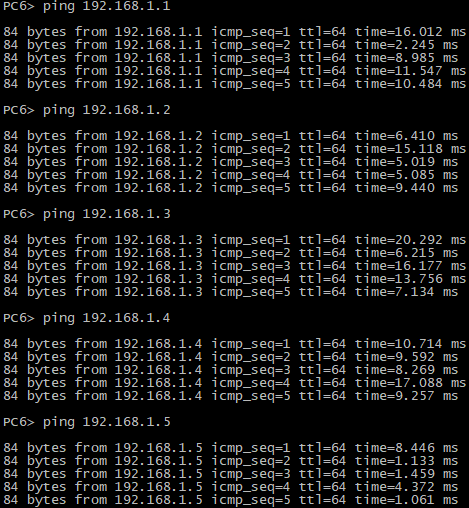 PC6> ping 192.168.1.1
84 bytes from 192.168.1.1 icmp_seq=1 ttl=64 time=16.012 ms
84 bytes from 192.168.1.1 icmp_seq=2 ttl=64 time=2.245 ms
84 bytes from 192.168.1.1 icmp_seq=3 ttl=64 time=8.985 ms
84 bytes from 192.168.1.1 icmp_seq=4 ttl=64 time=11.547 ms
84 bytes from 192.168.1.1 icmp_seq=5 ttl=64 time=10.484 ms
PC6> ping 192.168.1.2
84 bytes from 192.168.1.2 icmp_seq=1 ttl=64 time=6.410 ms
84 bytes from 192.168.1.2 icmp_seq=2 ttl=64 time=15.118 ms
84 bytes from 192.168.1.2 icmp_seq=3 ttl=64 time=5.019 ms
84 bytes from 192.168.1.2 icmp_seq=4 ttl=64 time=5.085 ms
84 bytes from 192.168.1.2 icmp_seq=5 ttl=64 time=9.440 ms
PC6> ping 192.168.1.3
84 bytes from 192.168.1.3 icmp_seq=1 ttl=64 time=20.292 ms
84 bytes from 192.168.1.3 icmp_seq=2 ttl=64 time=6.215 ms
84 bytes from 192.168.1.3 icmp_seq=3 ttl=64 time=16.177 ms
84 bytes from 192.168.1.3 icmp_seq=4 ttl=64 time=13.756 ms
84 bytes from 192.168.1.3 icmp_seq=5 ttl=64 time=7.134 ms
PC6> ping 192.168.1.4
84 bytes from 192.168.1.4 icmp_seq=1 ttl=64 time=10.714 ms
84 bytes from 192.168.1.4 icmp_seq=2 ttl=64 time=9.592 ms
84 bytes from 192.168.1.4 icmp_seq=3 ttl=64 time=8.269 ms
84 bytes from 192.168.1.4 icmp_seq=4 ttl=64 time=17.088 ms
84 bytes from 192.168.1.4 icmp_seq=5 ttl=64 time=9.257 ms
PC6> ping 192.168.1.5
84 bytes from 192.168.1.5 icmp_seq=1 ttl=64 time=8.446 ms
84 bytes from 192.168.1.5 icmp_seq=2 ttl=64 time=1.133 ms
84 bytes from 192.168.1.5 icmp_seq=3 ttl=64 time=1.459 ms
84 bytes from 192.168.1.5 icmp_seq=4 ttl=64 time=4.372 ms
84 bytes from 192.168.1.5 icmp_seq=5 ttl=64 time=1.061 ms